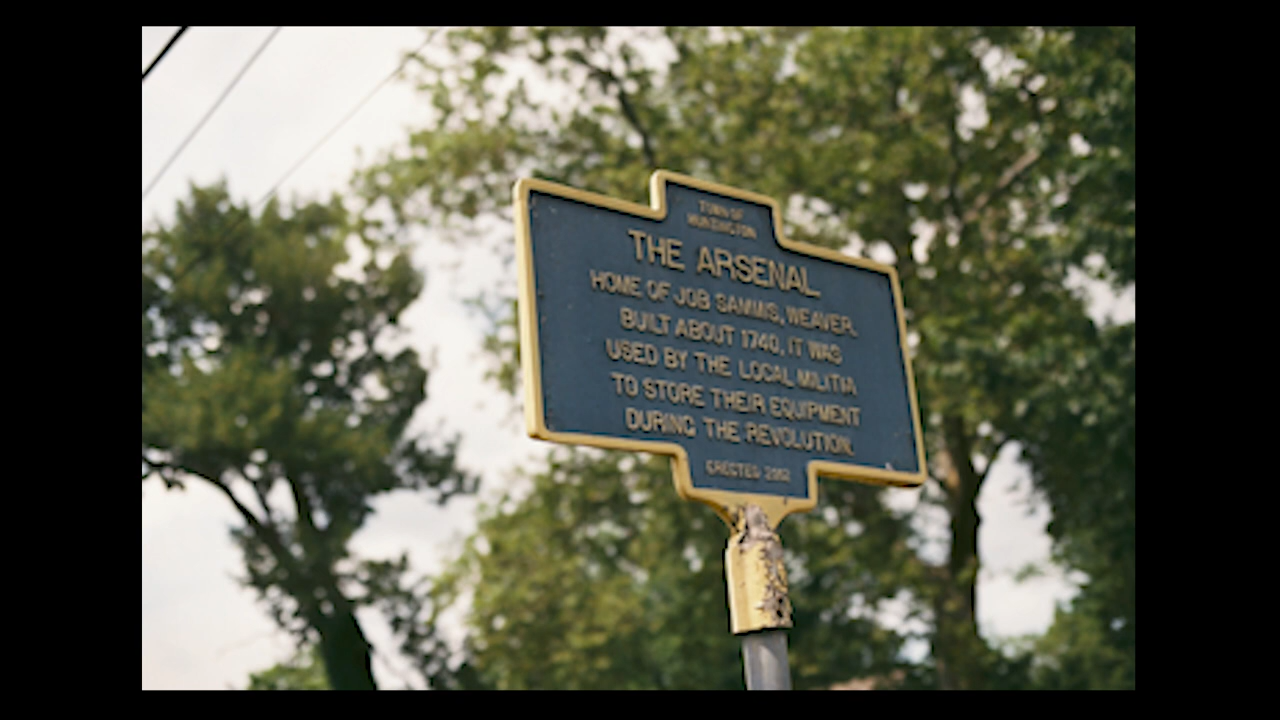 TOWN OF
HUNTINGTON
THE ARSENAL
HOME OF JOB SAMMIS, WEAVER.
BUILT ABOUT 1740, IT WAS
USED BY THE LOCAL MILITIA
TO STORE THEIR EQUIPMENT
DURING THE REVOLUTION.
ERECTED